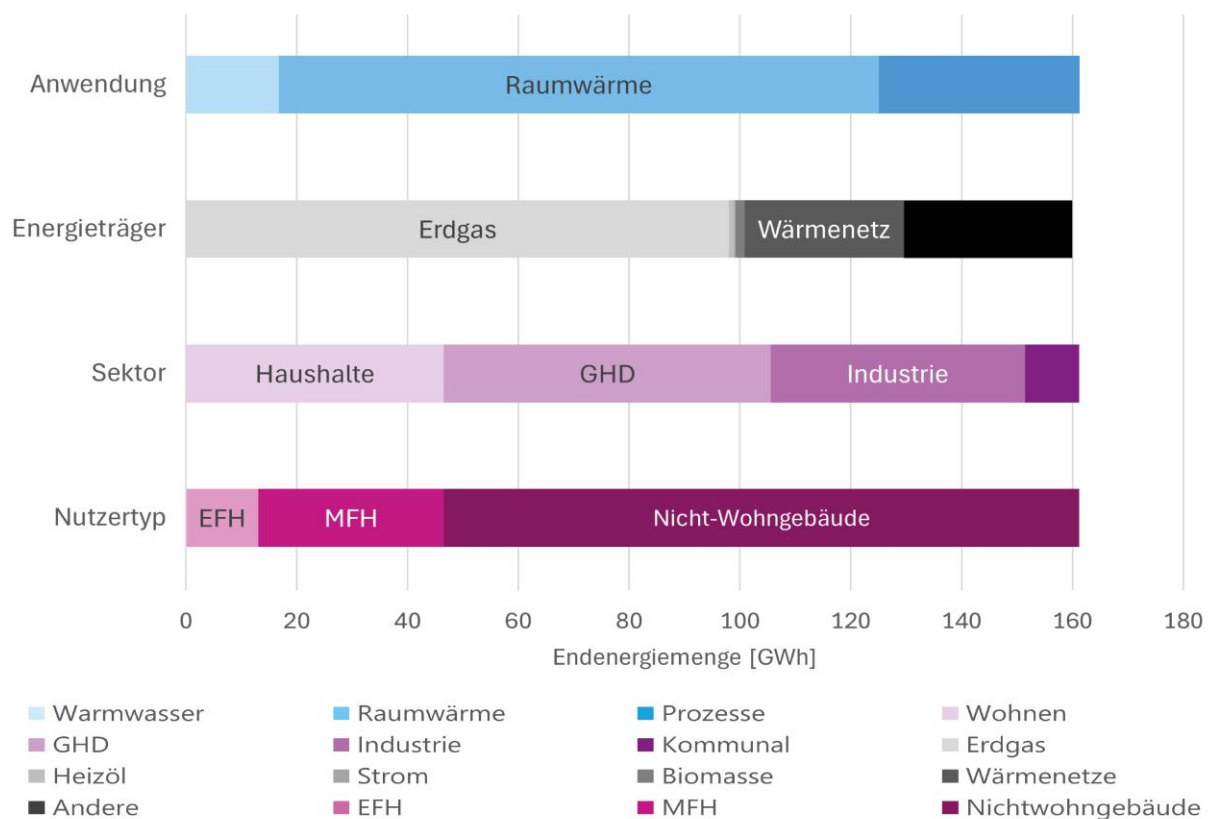 Anwendung
Raumwärme
Energieträger
Erdgas
Wärmenetz
Sektor
Haushalte
GHD
Industrie
Nutzertyp
EFH
MFH
Nicht-Wohngebäude
0 20 40 60 80 100 120 140 160 180
Endenergiemenge [GWh]
Warmwasser Raumwärme Prozesse Wohnen
GHD Industrie Kommunal Erdgas
Heizöl Strom Biomasse Wärmenetze
Andere EFH MFH Nichtwohngebäude